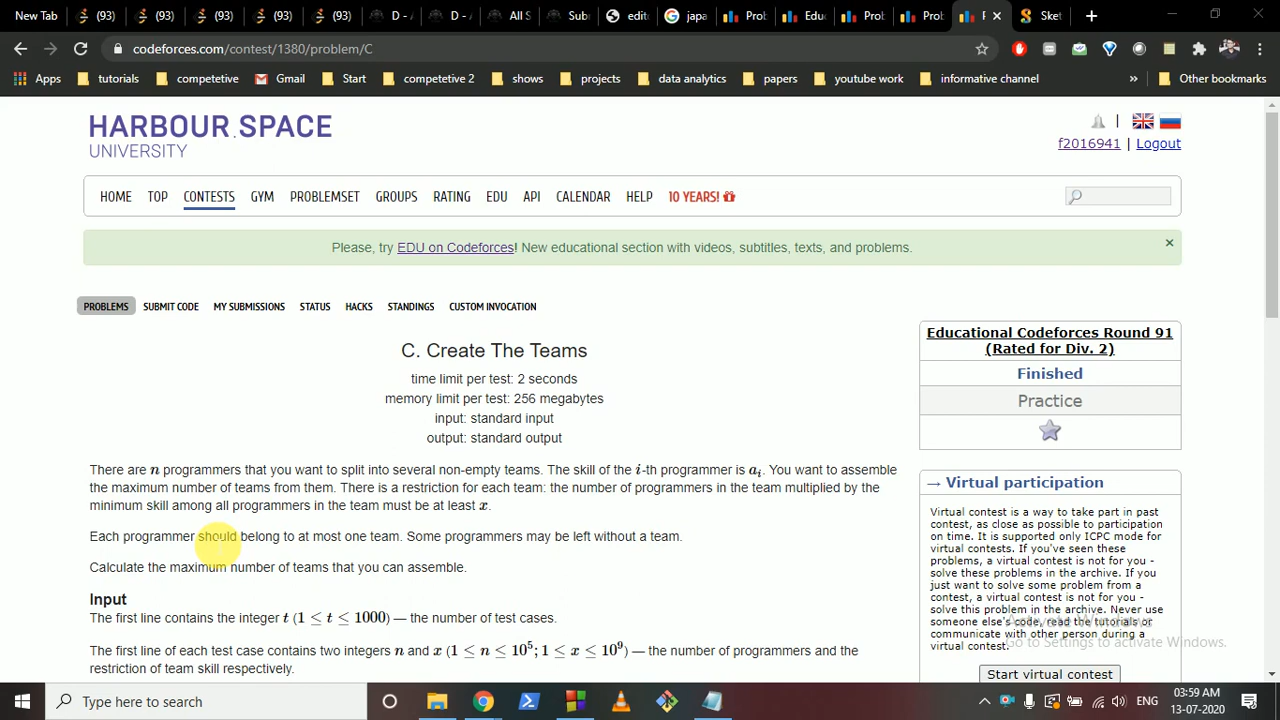 New Tab (93) (93) (93) (93) (93) D - D - All S Sub edit japa Prob Edu Prob Prob Sket
codeforces.com/contest/1380/problem/C
Apps tutorials competetive Gmail Start competetive 2 shows projects data analytics papers youtube work informative channel » Other bookmarks
HARBOUR.SPACE
UNIVERSITY
f2016941 | Logout
HOME TOP CONTESTS GYM PROBLEMSET GROUPS RATING EDU API CALENDAR HELP 10 YEARS!
Please, try EDU on Codeforces! New educational section with videos, subtitles, texts, and problems.
PROBLEMS SUBMIT CODE MY SUBMISSIONS STATUS HACKS STANDINGS CUSTOM INVOCATION
C. Create The Teams
time limit per test: 2 seconds
memory limit per test: 256 megabytes
input: standard input
output: standard output
There are n programmers that you want to split into several non-empty teams. The skill of the i-th programmer is aᵢ. You want to assemble
the maximum number of teams from them. There is a restriction for each team: the number of programmers in the team multiplied by the
minimum skill among all programmers in the team must be at least x.
Each programmer should belong to at most one team. Some programmers may be left without a team.
Calculate the maximum number of teams that you can assemble.
Input
The first line contains the integer t (1 ≤ t ≤ 1000) — the number of test cases.
The first line of each test case contains two integers n and x (1 ≤ n ≤ 10⁵; 1 ≤ x ≤ 10⁹) — the number of programmers and the
restriction of team skill respectively.
Educational Codeforces Round 91
(Rated for Div. 2)
Finished
Practice
→ Virtual participation
Virtual contest is a way to take part in past
contest, as close as possible to participation
on time. It is supported only ICPC mode for
virtual contests. If you've seen these
problems, a virtual contest is not for you -
solve these problems in the archive. If you
just want to solve some problem from a
contest, a virtual contest is not for you -
solve this problem in the archive. Never use
someone else's code, read the tutorials or
communicate with other person during a
virtual contest.
Activate Windows
Go to Settings to activate Windows.
Start virtual contest
Type here to search
ENG
03:59 AM
13-07-2020